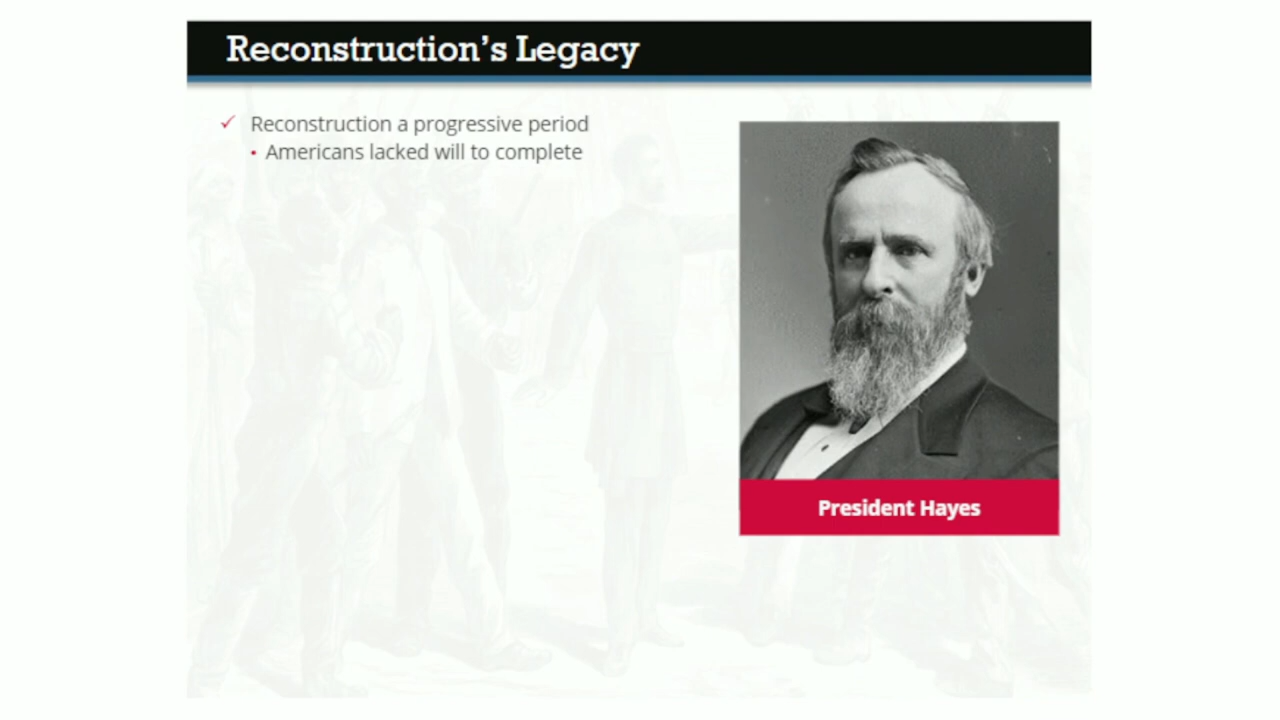 Reconstruction's Legacy
✓ Reconstruction a progressive period
• Americans lacked will to complete
President Hayes